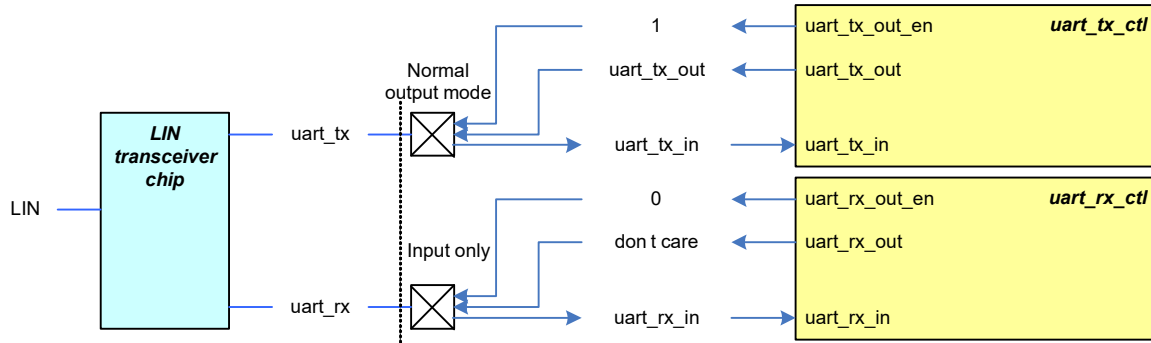 1
uart_tx_out_en
uart_tx_ctl
Normal
output mode
uart_tx_out
uart_tx_out
LIN
transceiver
chip
uart_tx
uart_tx_in
uart_tx_in
LIN
0
uart_rx_out_en
uart_rx_ctl
Input only
don t care
uart_rx_out
uart_rx
uart_rx_in
uart_rx_in